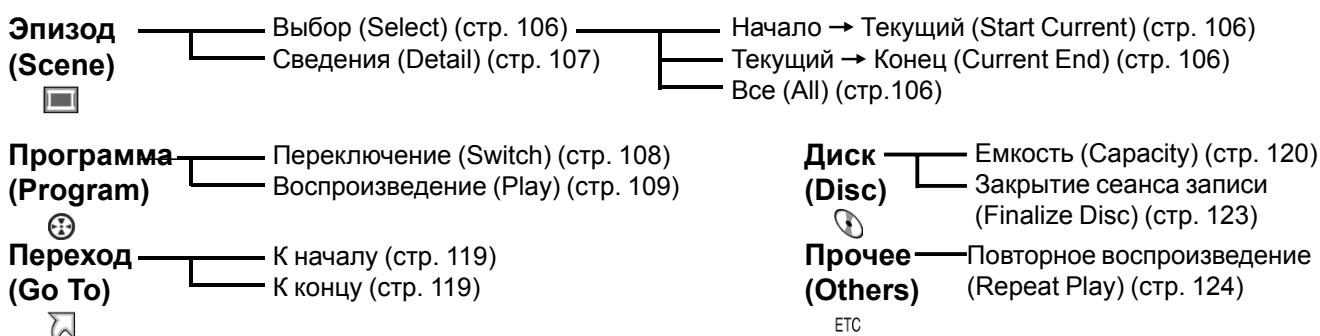 Эпизод
(Scene)
Выбор (Select) (стр. 106)
Сведения (Detail) (стр. 107)
Начало → Текущий (Start Current) (стр. 106)
Текущий → Конец (Current End) (стр. 106)
Все (All) (стр.106)
Программа
(Program)
Переключение (Switch) (стр. 108)
Воспроизведение (Play) (стр. 109)
Диск
(Disc)
Емкость (Capacity) (стр. 120)
Закрытие сеанса записи
(Finalize Disc) (стр. 123)
Переход
(Go To)
К началу (стр. 119)
К концу (стр. 119)
Прочее
(Others)
ETC
Повторное воспроизведение
(Repeat Play) (стр. 124)